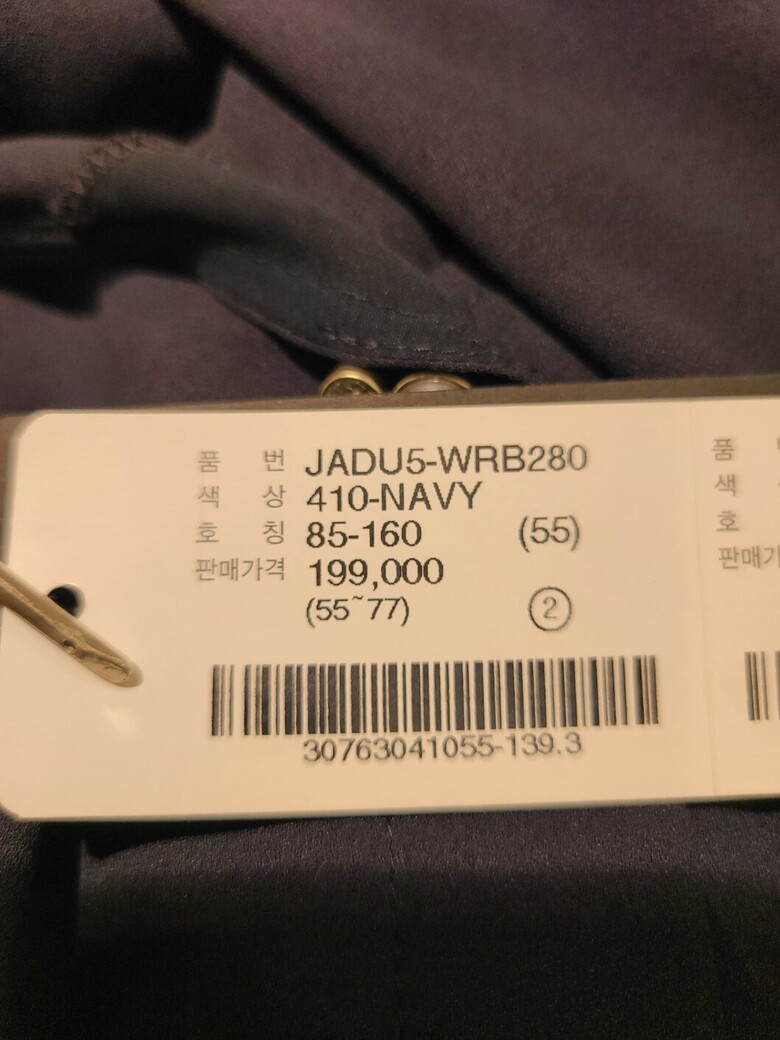 품 번 JADU5-WRB280
색 상 410-NAVY
호 칭 85-160 (55)
판매가격 199,000
(55~77) 2
30763041055-139.3
품
색
호
판매가